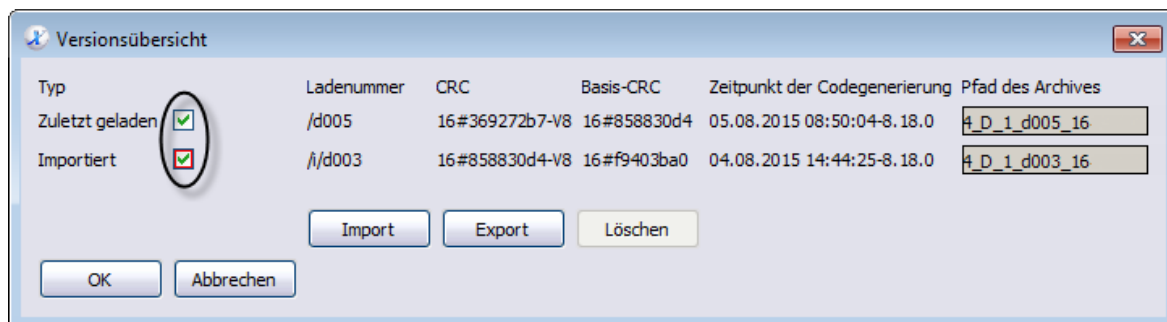 Versionsübersicht
Typ Ladenummer CRC Basis-CRC Zeitpunkt der Codegenerierung Pfad des Archives
Zuletzt geladen /d005 16#369272b7-V8 16#858830d4 05.08.2015 08:50:04-8.18.0 4_D_1_d005_16
Importiert /i/d003 16#858830d4-V8 16#f9403ba0 04.08.2015 14:44:25-8.18.0 4_D_1_d003_16
Import Export Löschen
OK Abbrechen